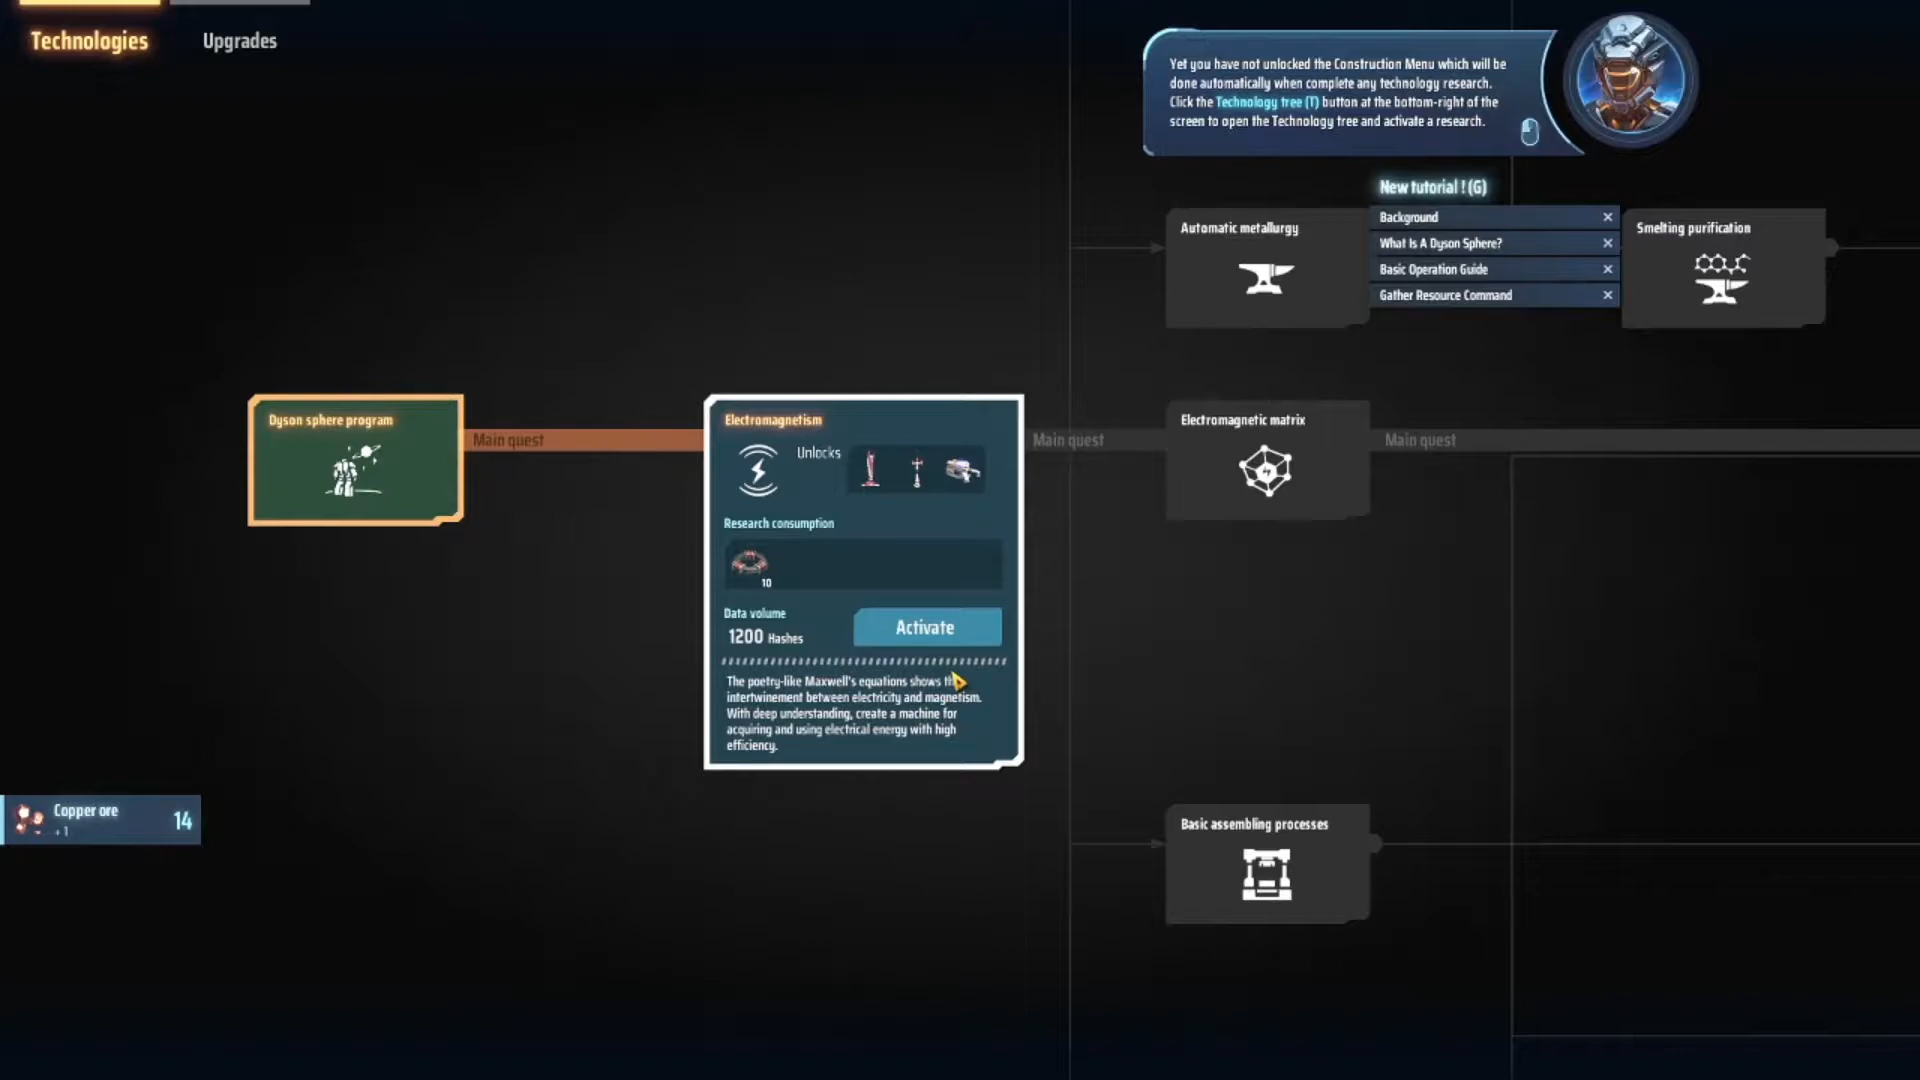 Technologies
Upgrades
Yet you have not unlocked the Construction Menu which will be
done automatically when complete any technology research.
Click the Technology tree (T) button at the bottom-right of the
screen to open the Technology tree and activate a research.
New tutorial ! (G)
Background
What Is A Dyson Sphere?
Basic Operation Guide
Gather Resource Command
Automatic metallurgy
Smelting purification
Dyson sphere program
Main quest
Electromagnetism
Unlocks
Research consumption
10
Data volume
1200 Hashes
Activate
The poetry-like Maxwell's equations shows
intertwinement between electricity and magnetism.
With deep understanding, create a machine for
acquiring and using electrical energy with high
efficiency.
Main quest
Electromagnetic matrix
Main quest
Copper ore
+1
14
Basic assembling processes